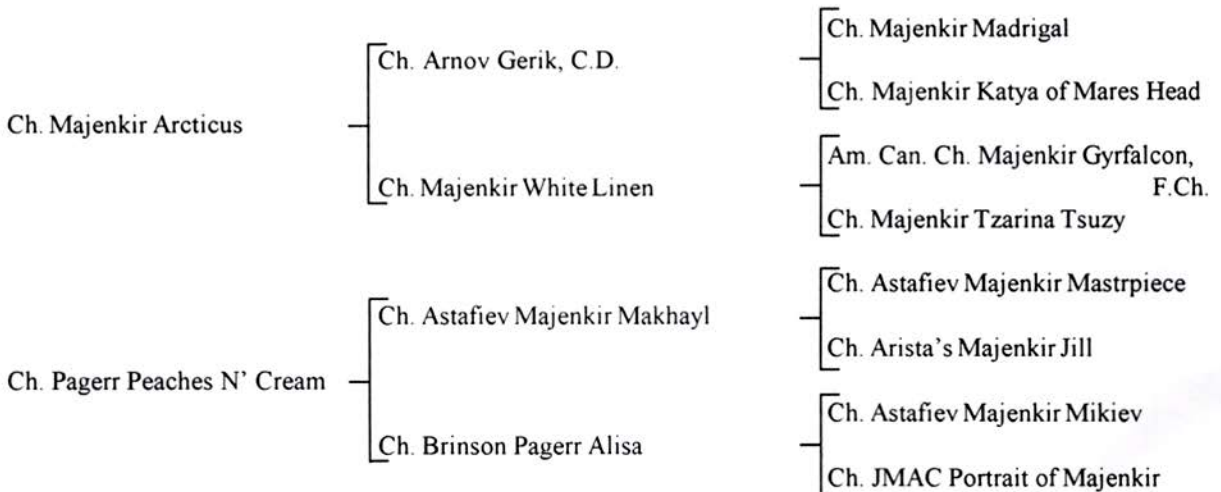 Ch. Majenkir Arcticus
Ch. Arnov Gerik, C.D.
Ch. Majenkir Madrigal
Ch. Majenkir Katya of Mares Head
Ch. Majenkir White Linen
Am. Can. Ch. Majenkir Gyrfalcon,
F.Ch.
Ch. Majenkir Tzarina Tsuzy
Ch. Pagerr Peaches N' Cream
Ch. Astafiev Majenkir Makhayl
Ch. Astafiev Majenkir Mastrpiece
Ch. Arista's Majenkir Jill
Ch. Brinson Pagerr Alisa
Ch. Astafiev Majenkir Mikiev
Ch. JMAC Portrait of Majenkir